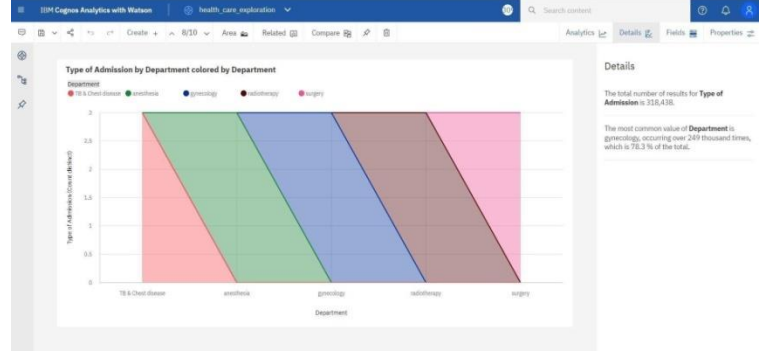 IBM Cognos Analytics with Watson
health_care_exploration
Search content
Create +
8/10
Area
Related
Compare
Analytics
Details
Fields
Properties
Type of Admission by Department colored by Department
Department
TB & Chest disease
anesthesia
gynecology
radiotherapy
surgery
Type of Admission (Count distinct)
3
2.5
2
1.5
1
0.5
0
TB & Chest disease
anesthesia
gynecology
radiotherapy
surgery
Department
Details
The total number of results for Type of
Admission is 318,438.
The most common value of Department is
gynecology, occurring over 249 thousand times,
which is 78.3 % of the total.